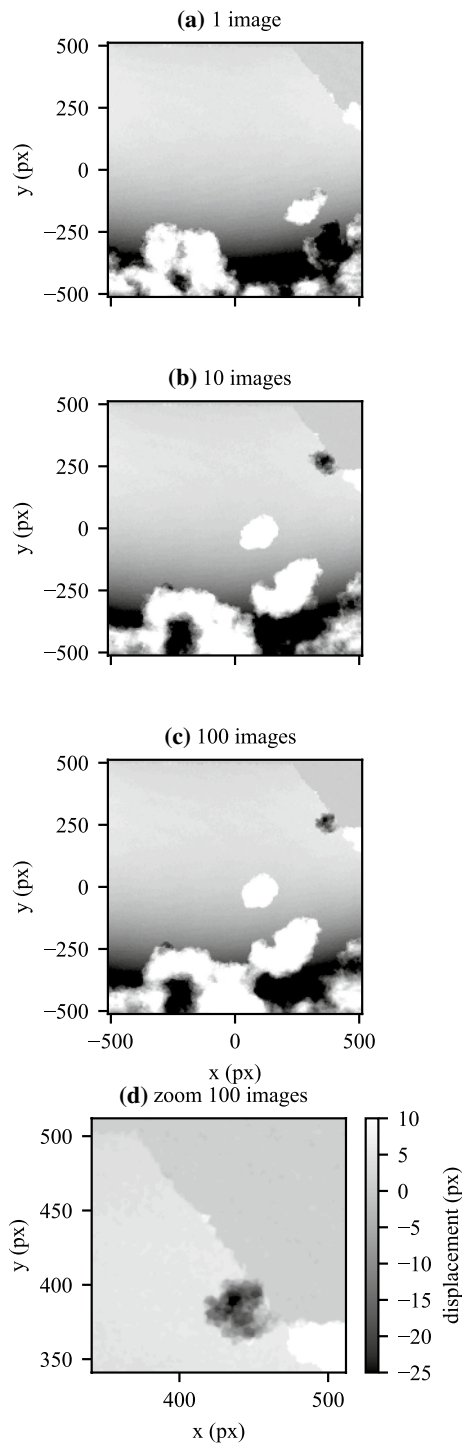 (a) 1 image
500
250
0
−250
−500
y (px)
(b) 10 images
500
250
0
−250
−500
y (px)
(c) 100 images
500
250
0
−250
−500
y (px)
−500 0 500
x (px)
(d) zoom 100 images
500
450
400
350
y (px)
400 500
x (px)
10
5
0
−5
−10
−15
−20
−25
displacement (px)